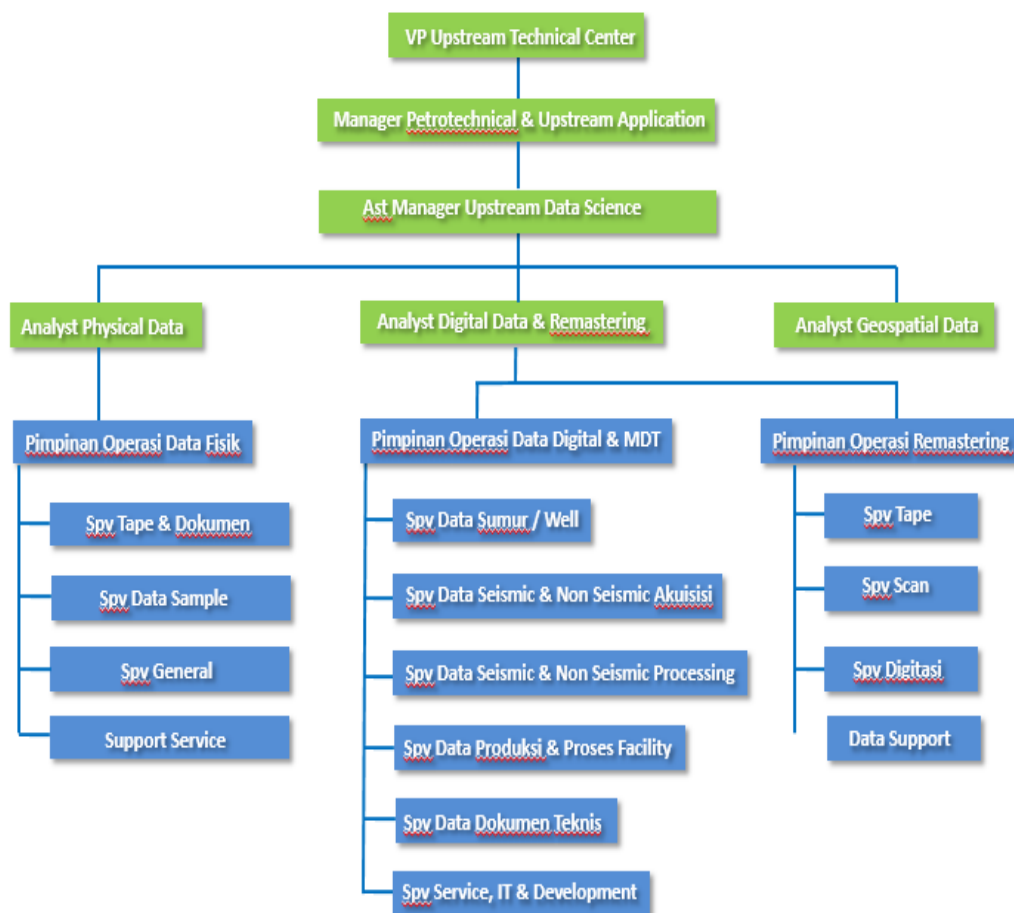 VP Upstream Technical Center
Manager Petrotechnical & Upstream Application
Ast Manager Upstream Data Science
Analyst Physical Data
Analyst Digital Data & Remastering
Analyst Geospatial Data
Pimpinan Operasi Data Fisik
Spv Tape & Dokumen
Spv Data Sample
Spv General
Support Service
Pimpinan Operasi Data Digital & MDT
Spv Data Sumur / Well
Spv Data Seismic & Non Seismic Akuisisi
Spv Data Seismic & Non Seismic Processing
Spv Data Produksi & Proses Facility
Spv Data Dokumen Teknis
Spv Service, IT & Development
Pimpinan Operasi Remastering
Spv Tape
Spv Scan
Spv Digitasi
Data Support